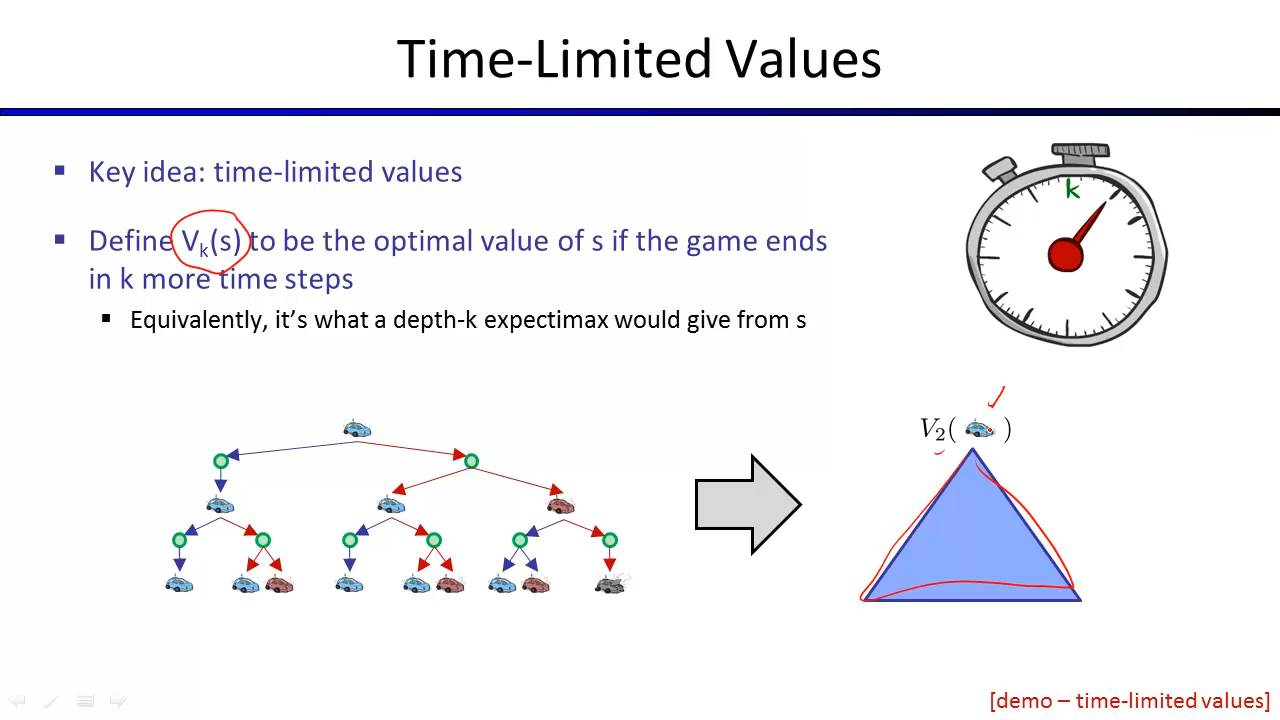 Time-Limited Values
▪ Key idea: time-limited values
▪ Define Vk(s) to be the optimal value of s if the game ends
in k more time steps
▪ Equivalently, it’s what a depth-k expectimax would give from s
k
V2( )
[demo – time-limited values]